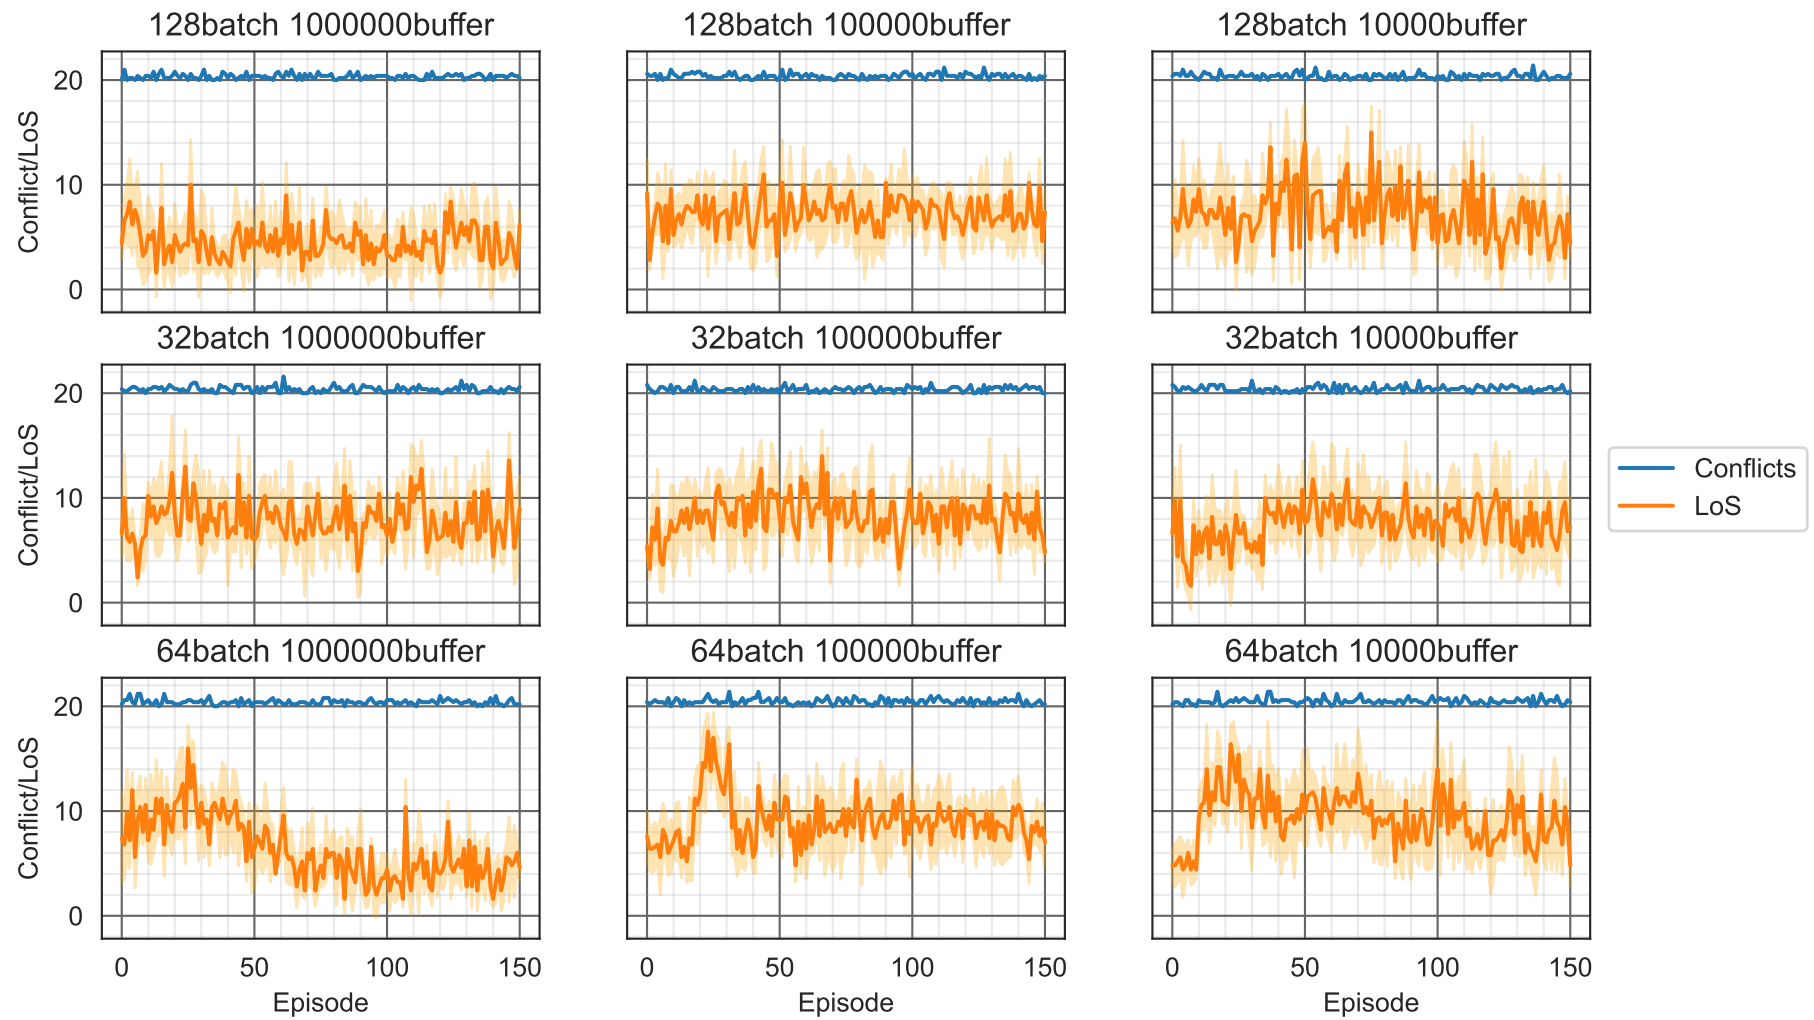 128batch 1000000buffer
128batch 100000buffer
128batch 10000buffer
Conflict/LoS
20
10
0
32batch 1000000buffer
32batch 100000buffer
32batch 10000buffer
Conflict/LoS
20
10
0
Conflicts
LoS
64batch 1000000buffer
64batch 100000buffer
64batch 10000buffer
Conflict/LoS
20
10
0
0 50 100 150
0 50 100 150
0 50 100 150
Episode
Episode
Episode